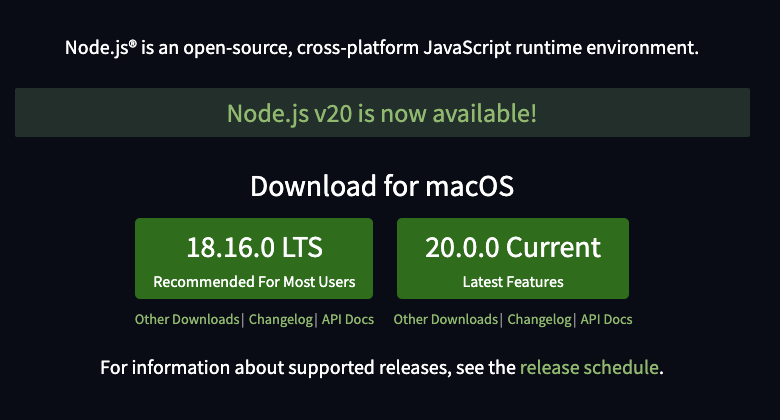 Node.js® is an open-source, cross-platform JavaScript runtime environment.
Node.js v20 is now available!
Download for macOS
18.16.0 LTS
Recommended For Most Users
20.0.0 Current
Latest Features
Other Downloads | Changelog | API Docs
Other Downloads | Changelog | API Docs
For information about supported releases, see the release schedule.